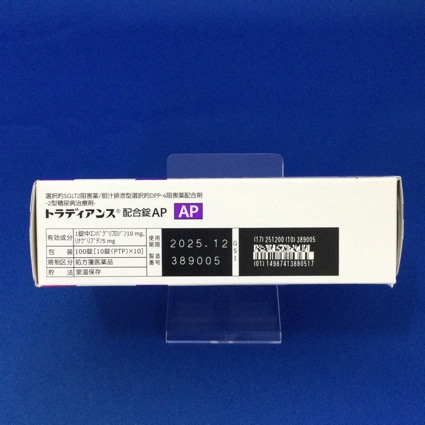 選択的SGLT2阻害薬/胆汁排泄型選択的DPP-4阻害薬配合剤
-2型糖尿病治療剤-
トラディアンス®配合錠AP AP
有効成分 1錠中エンパグリフロジン10mg,
リナグリプチン5mg
包 装 100錠[10錠(PTP)×10]
規制区分 処方箋医薬品
貯 法 室温保存
使用期限 2025.12
製造番号 389005
GS1
(17)251200(10)389005
(01)14987413880517